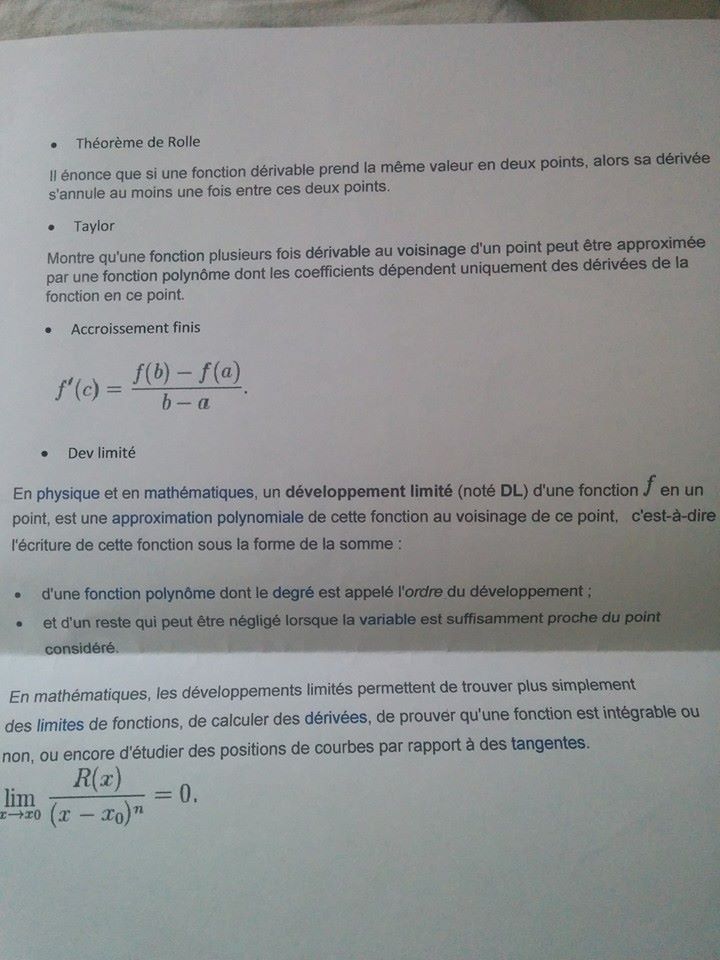 • Théorème de Rolle
Il énonce que si une fonction dérivable prend la même valeur en deux points, alors sa dérivée
s'annule au moins une fois entre ces deux points.
• Taylor
Montre qu'une fonction plusieurs fois dérivable au voisinage d'un point peut être approximée
par une fonction polynôme dont les coefficients dépendent uniquement des dérivées de la
fonction en ce point.
• Accroissement finis
f′(c) = (f(b) − f(a)) / (b − a).
• Dev limité
En physique et en mathématiques, un développement limité (noté DL) d'une fonction f en un
point, est une approximation polynomiale de cette fonction au voisinage de ce point, c'est-à-dire
l'écriture de cette fonction sous la forme de la somme :
• d'une fonction polynôme dont le degré est appelé l'ordre du développement ;
• et d'un reste qui peut être négligé lorsque la variable est suffisamment proche du point
considéré.
En mathématiques, les développements limités permettent de trouver plus simplement
des limites de fonctions, de calculer des dérivées, de prouver qu'une fonction est intégrable ou
non, ou encore d'étudier des positions de courbes par rapport à des tangentes.
lim x→x0 R(x) / (x − x0)^n = 0.